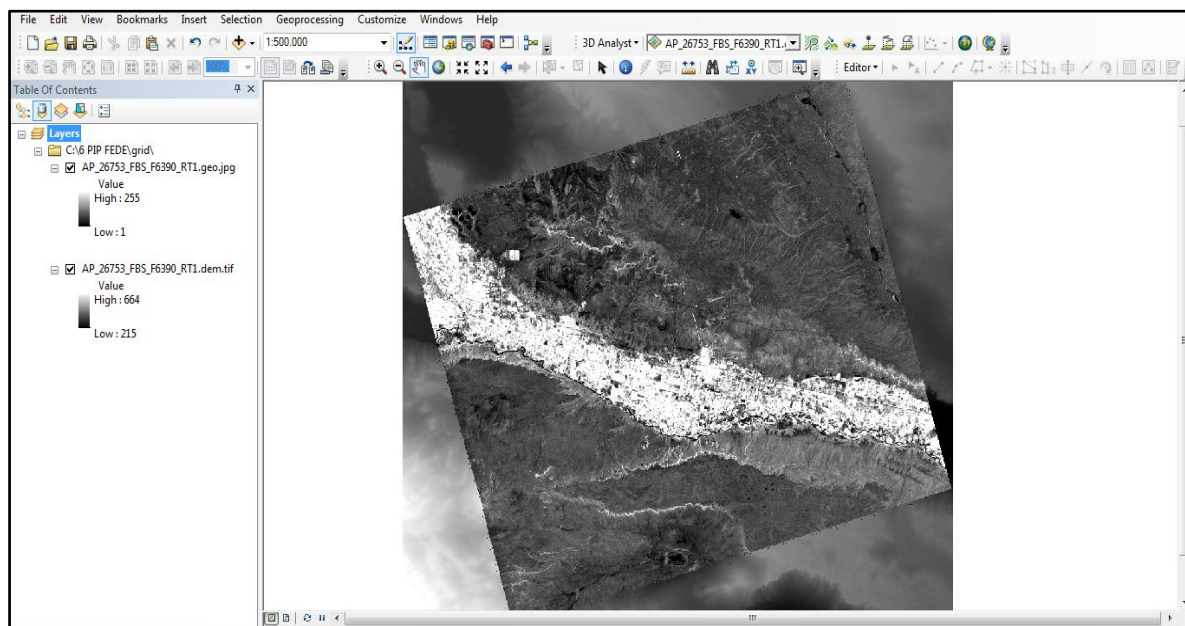 File Edit View Bookmarks Insert Selection Geoprocessing Customize Windows Help
1:500.000 3D Analyst AP_26753_FBS_F6390_RT1.
100% Editor
Table Of Contents
Layers
C:\6 PIP FEDE\grid\
AP_26753_FBS_F6390_RT1.geo.jpg
Value
High : 255
Low : 1
AP_26753_FBS_F6390_RT1.dem.tif
Value
High : 664
Low : 215